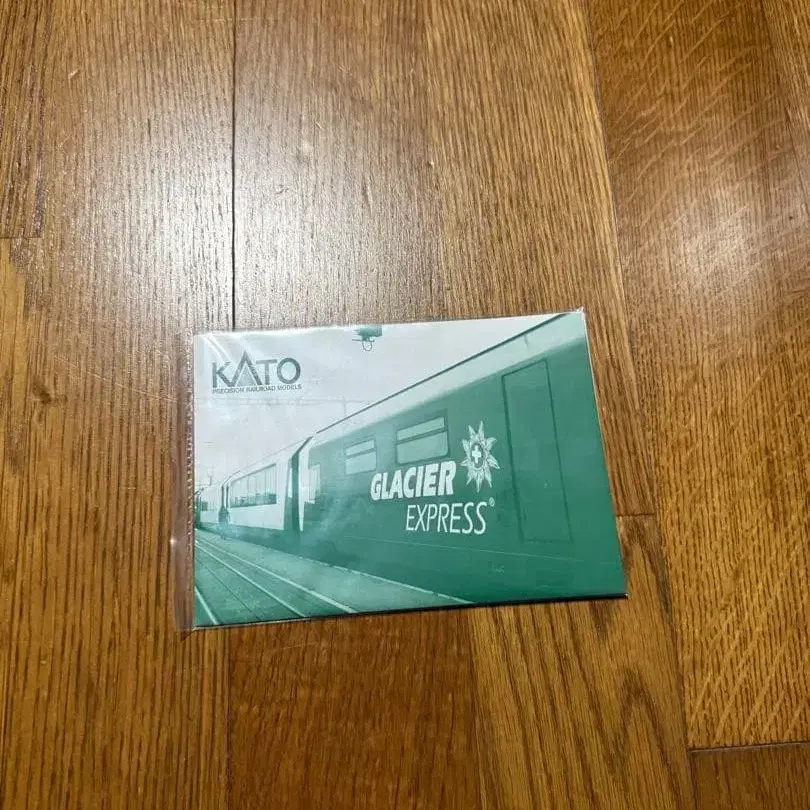 KATO
PRECISION RAILROAD MODELS
GLACIER
EXPRESS®